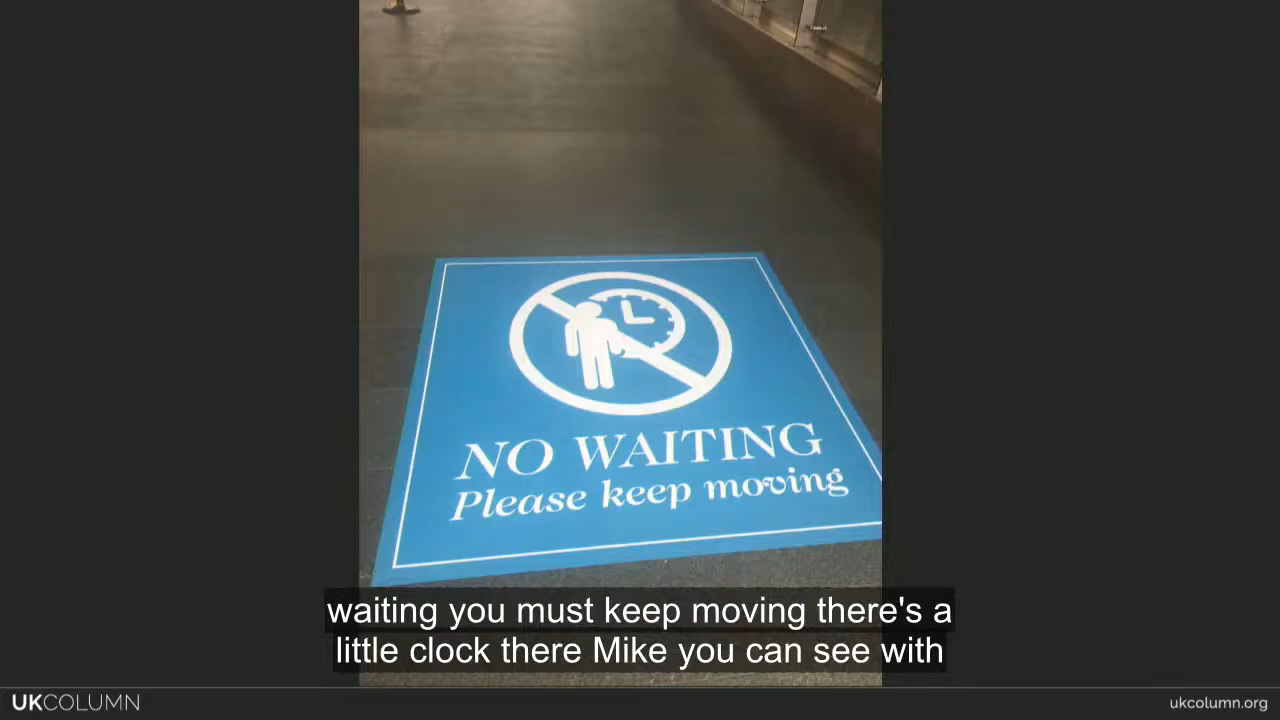 NO WAITING
Please keep moving
waiting you must keep moving there's a
little clock there Mike you can see with
UKCOLUMN
ukcolumn.org